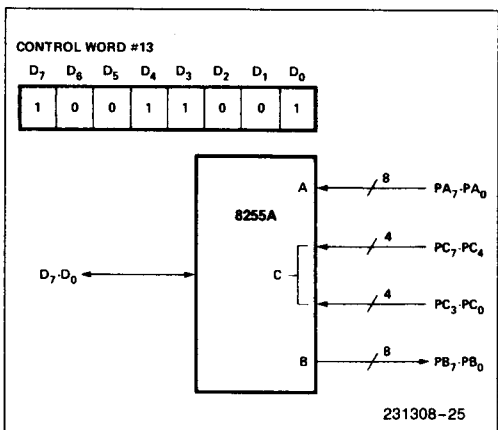 CONTROL WORD #13
D7 D6 D5 D4 D3 D2 D1 D0
1 0 0 1 1 0 0 1
8255A
A
8
PA7-PA0
4
PC7-PC4
D7-D0
C
4
PC3-PC0
B
8
PB7-PB0
231308-25